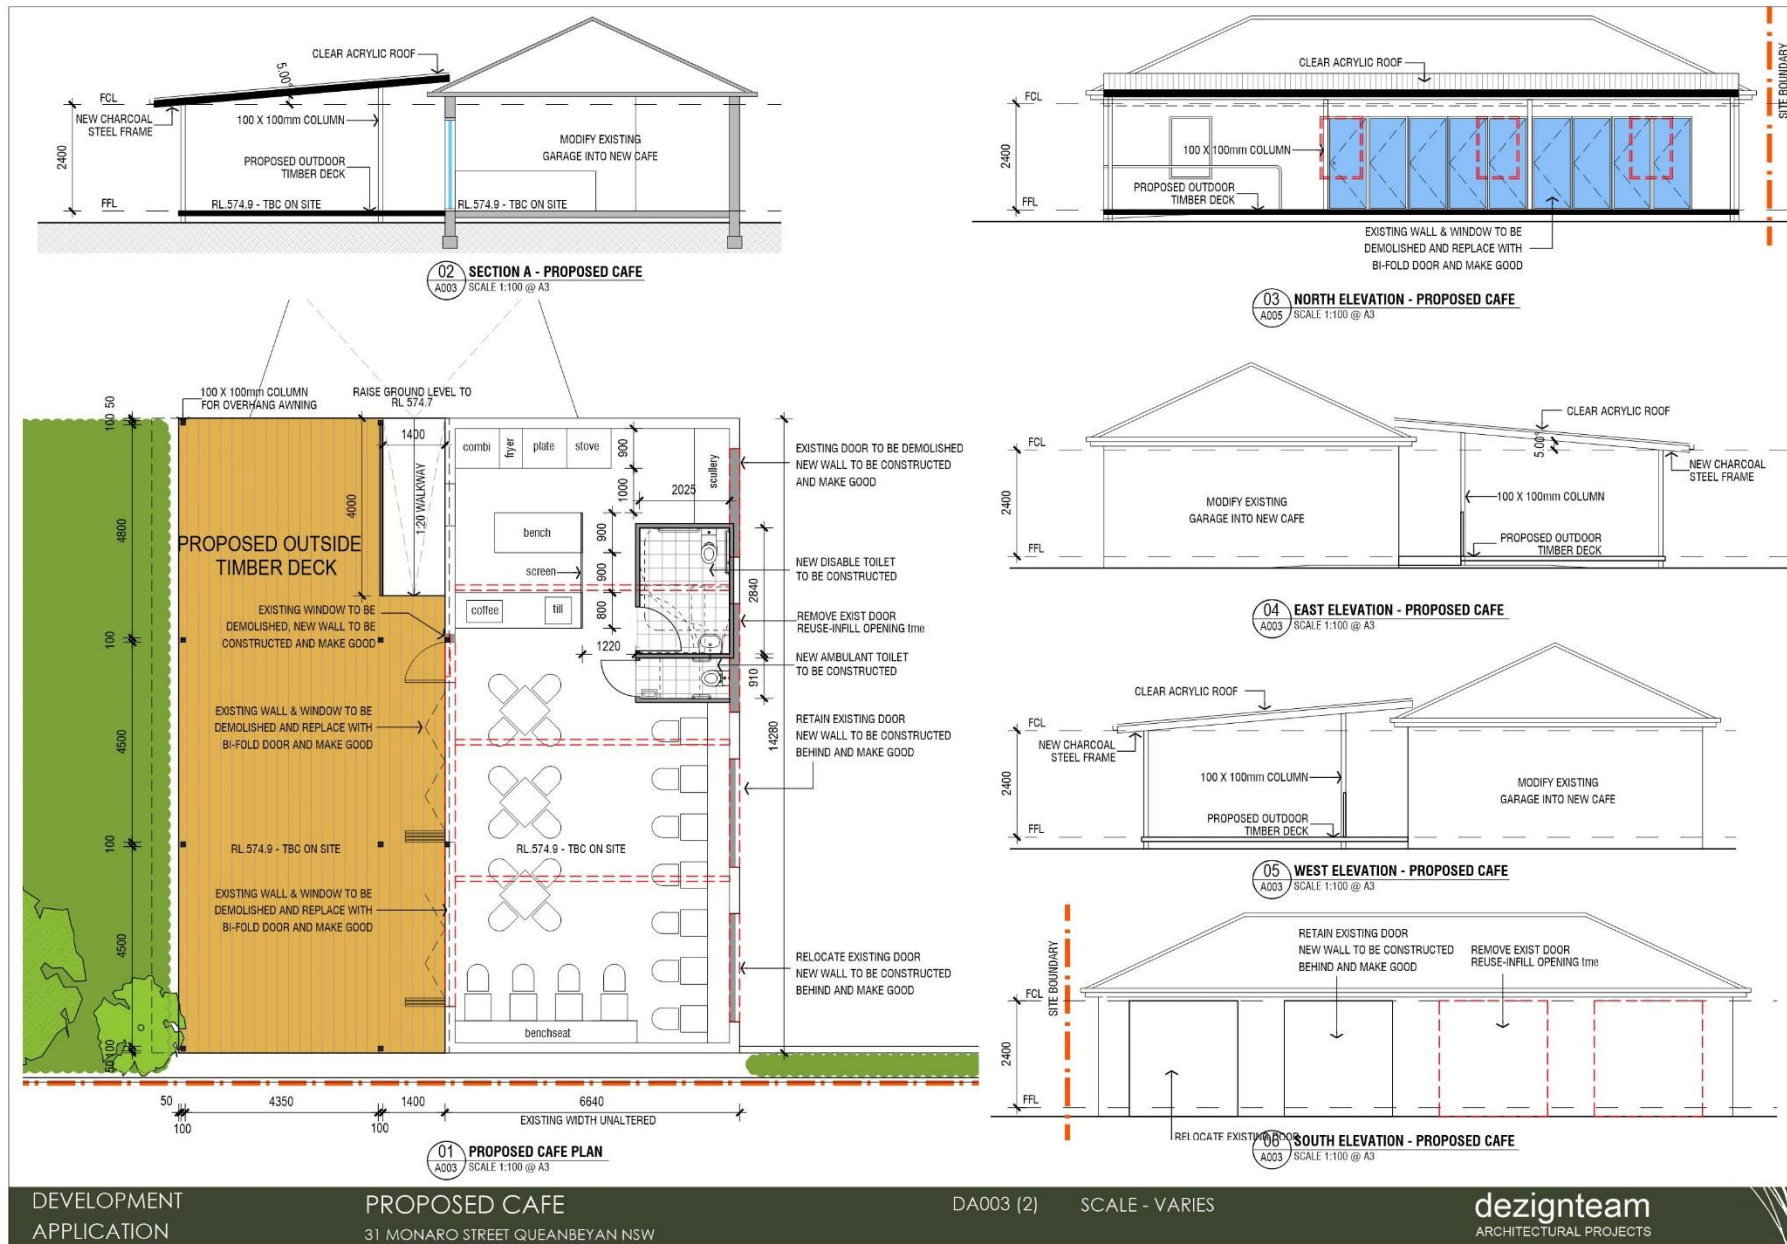 CLEAR ACRYLIC ROOF
5.00°
FCL
NEW CHARCOAL
STEEL FRAME
100 X 100mm COLUMN
2400
PROPOSED OUTDOOR
TIMBER DECK
MODIFY EXISTING
GARAGE INTO NEW CAFE
FFL
RL.574.9 - TBC ON SITE
RL.574.9 - TBC ON SITE
02
A003
SECTION A - PROPOSED CAFE
SCALE 1:100 @ A3
CLEAR ACRYLIC ROOF
SITE BOUNDARY
FCL
2400
100 X 100mm COLUMN
PROPOSED OUTDOOR
TIMBER DECK
FFL
EXISTING WALL & WINDOW TO BE
DEMOLISHED AND REPLACE WITH
BI-FOLD DOOR AND MAKE GOOD
03
A005
NORTH ELEVATION - PROPOSED CAFE
SCALE 1:100 @ A3
100 X 100mm COLUMN
FOR OVERHANG AWNING
RAISE GROUND LEVEL TO
RL 574.7
50
100
1400
combi
fryer
plate
stove
900
scullery
EXISTING DOOR TO BE DEMOLISHED
NEW WALL TO BE CONSTRUCTED
AND MAKE GOOD
4000
1:20 WALKWAY
1000
2025
4800
PROPOSED OUTSIDE
TIMBER DECK
bench
900
screen
900
NEW DISABLE TOILET
TO BE CONSTRUCTED
2840
coffee
till
800
EXISTING WINDOW TO BE
DEMOLISHED, NEW WALL TO BE
CONSTRUCTED AND MAKE GOOD
REMOVE EXIST DOOR
REUSE-INFILL OPENING tme
100
1220
NEW AMBULANT TOILET
TO BE CONSTRUCTED
910
EXISTING WALL & WINDOW TO BE
DEMOLISHED AND REPLACE WITH
BI-FOLD DOOR AND MAKE GOOD
4500
14280
RETAIN EXISTING DOOR
NEW WALL TO BE CONSTRUCTED
BEHIND AND MAKE GOOD
100
RL.574.9 - TBC ON SITE
RL.574.9 - TBC ON SITE
EXISTING WALL & WINDOW TO BE
DEMOLISHED AND REPLACE WITH
BI-FOLD DOOR AND MAKE GOOD
4500
RELOCATE EXISTING DOOR
NEW WALL TO BE CONSTRUCTED
BEHIND AND MAKE GOOD
benchseat
100
50
50
100
4350
100
1400
6640
EXISTING WIDTH UNALTERED
01
A003
PROPOSED CAFE PLAN
SCALE 1:100 @ A3
CLEAR ACRYLIC ROOF
FCL
5.00°
NEW CHARCOAL
STEEL FRAME
2400
MODIFY EXISTING
GARAGE INTO NEW CAFE
100 X 100mm COLUMN
PROPOSED OUTDOOR
TIMBER DECK
FFL
04
A003
EAST ELEVATION - PROPOSED CAFE
SCALE 1:100 @ A3
CLEAR ACRYLIC ROOF
FCL
NEW CHARCOAL
STEEL FRAME
2400
100 X 100mm COLUMN
MODIFY EXISTING
GARAGE INTO NEW CAFE
PROPOSED OUTDOOR
TIMBER DECK
FFL
05
A003
WEST ELEVATION - PROPOSED CAFE
SCALE 1:100 @ A3
SITE BOUNDARY
RETAIN EXISTING DOOR
NEW WALL TO BE CONSTRUCTED
BEHIND AND MAKE GOOD
REMOVE EXIST DOOR
REUSE-INFILL OPENING tme
FCL
2400
FFL
RELOCATE EXISTING DOOR
06
A003
SOUTH ELEVATION - PROPOSED CAFE
SCALE 1:100 @ A3
DEVELOPMENT
APPLICATION
PROPOSED CAFE
31 MONARO STREET QUEANBEYAN NSW
DA003 (2)
SCALE - VARIES
dezignteam
ARCHITECTURAL PROJECTS